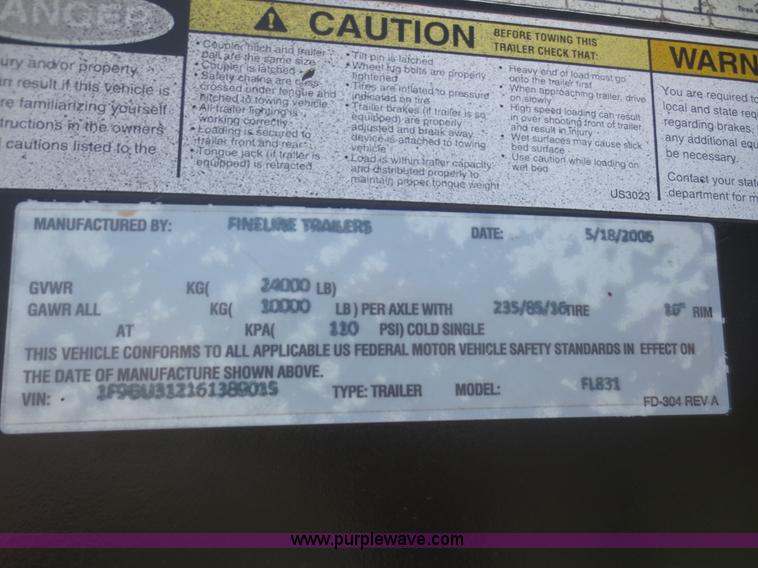 ANGER
ury and/or property
n result if this vehicle is
re familiarizing yourself
tructions in the owners
cautions listed to the
CAUTION
BEFORE TOWING THIS
TRAILER CHECK THAT:
• Coupler hitch and trailer
ball are the same size
• Coupler is latched
• Safety chains are
crossed under tongue and
hitched to towing vehicle
• All trailer lighting is
working correctly
• Loading is secured to
trailer front and rear
• Tongue jack (if trailer is
equipped) is retracted
• Tilt pin is latched
• Wheel lug bolts are properly
tightened
• Tires are inflated to pressure
indicated on tire
• Trailer brakes (if trailer is so
equipped) are properly
adjusted and break away
device is attached to towing
vehicle
• Load is within trailer capacity
and distributed properly to
maintain proper tongue weight
• Heavy end of load must go
onto the trailer first
• When approaching trailer, drive
on slowly
• High speed loading can result
in over shooting front of trailer
and result in injury
• Wet surfaces may cause slick
bed surface
• Use caution while loading on
wet bed
US3023
WARN
You are required to
local and state req
regarding brakes,
any additional equ
be necessary.
Contact your stat
department for m
MANUFACTURED BY: FINELINE TRAILERS DATE: 5/18/2006
GVWR KG( 24000 LB)
GAWR ALL KG( 10000 LB) PER AXLE WITH 235/85/16 TIRE 16" RIM
AT KPA( 110 PSI) COLD SINGLE
THIS VEHICLE CONFORMS TO ALL APPLICABLE US FEDERAL MOTOR VEHICLE SAFETY STANDARDS IN EFFECT ON
THE DATE OF MANUFACTURE SHOWN ABOVE.
VIN: 1F9GU312161389015 TYPE: TRAILER MODEL: FL831
FD-304 REV A
www.purplewave.com